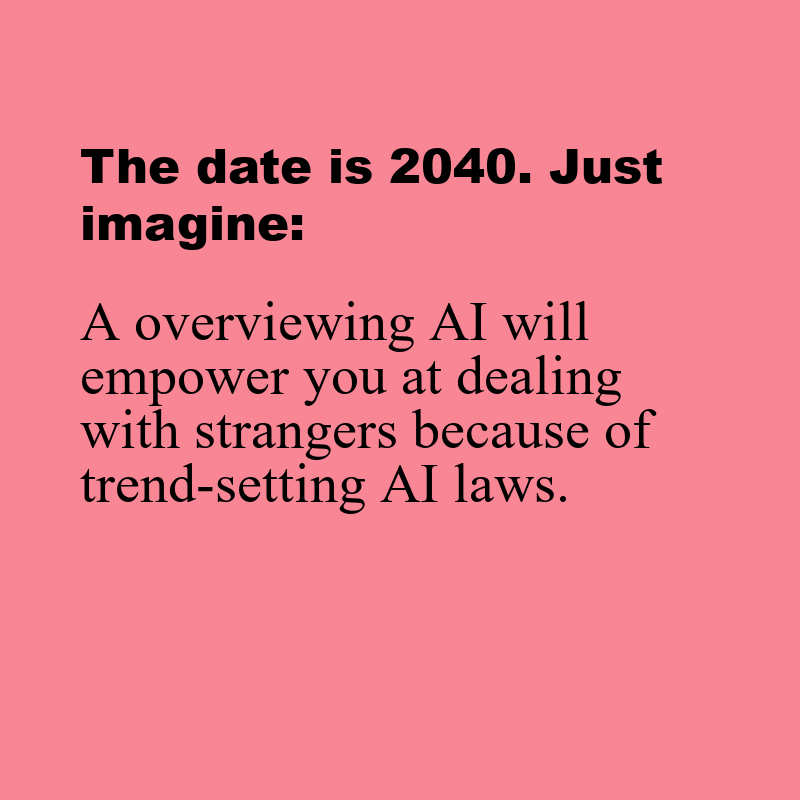 The date is 2040. Just
imagine:
A overviewing AI will
empower you at dealing
with strangers because of
trend-setting AI laws.